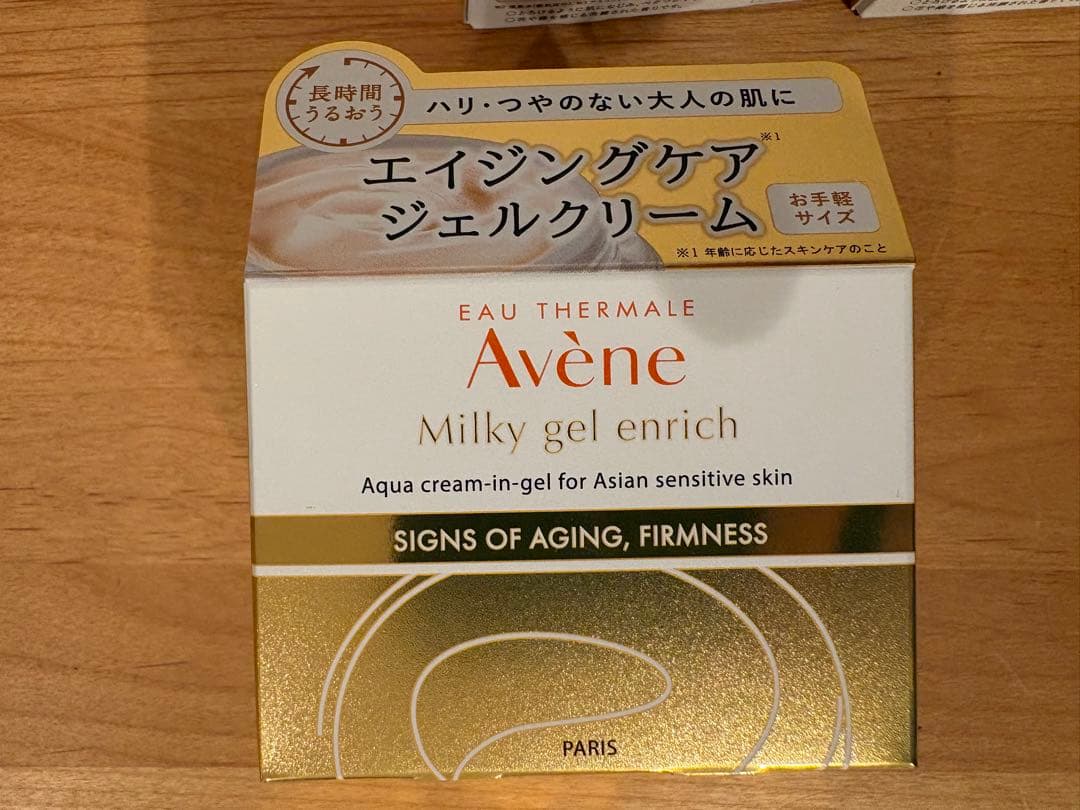 長時間
うるおう
ハリ・つやのない大人の肌に
エイジングケア※1
ジェルクリーム
お手軽
サイズ
※1 年齢に応じたスキンケアのこと
EAU THERMALE
Avène
Milky gel enrich
Aqua cream-in-gel for Asian sensitive skin
SIGNS OF AGING, FIRMNESS
PARIS